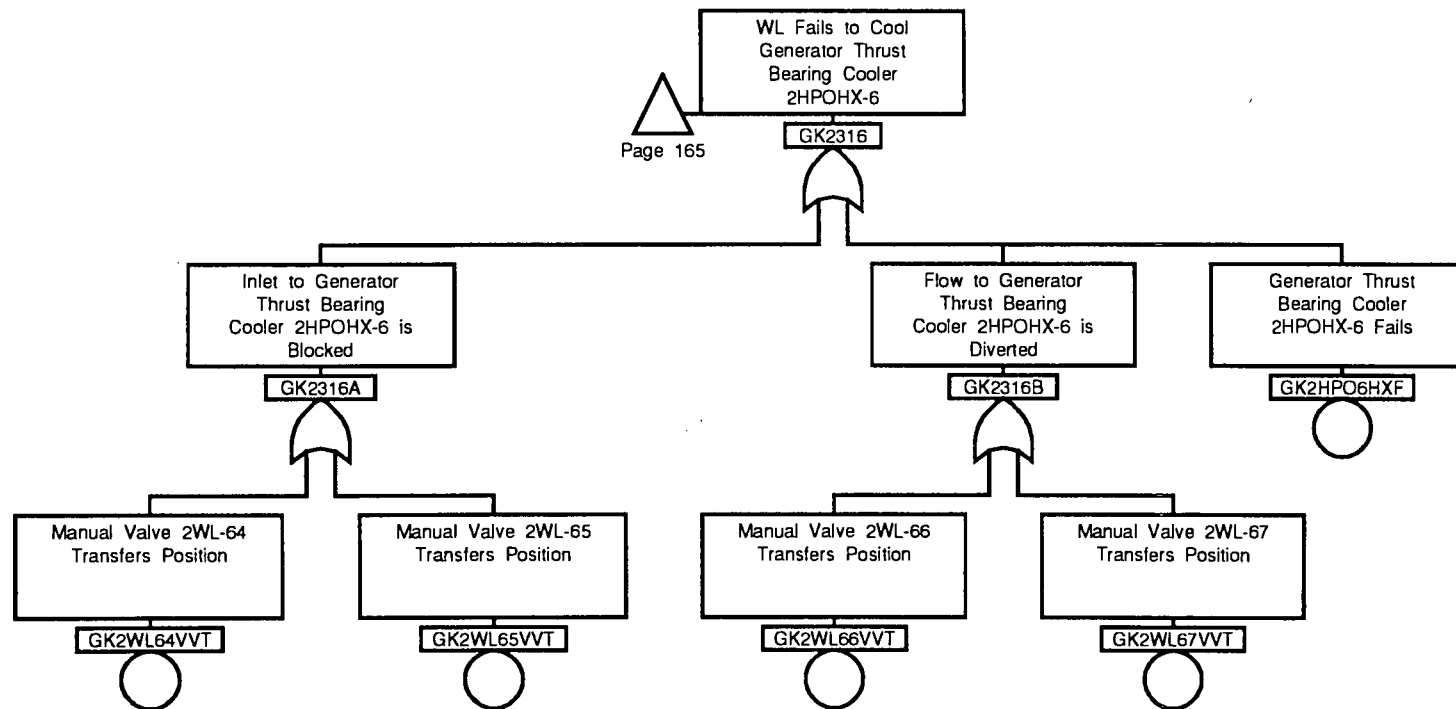 WL Fails to Cool
Generator Thrust
Bearing Cooler
2HPOHX-6
Page 165
GK2316
Inlet to Generator
Thrust Bearing
Cooler 2HPOHX-6 is
Blocked
GK2316A
Flow to Generator
Thrust Bearing
Cooler 2HPOHX-6 is
Diverted
GK2316B
Generator Thrust
Bearing Cooler
2HPOHX-6 Fails
GK2HPO6HXF
Manual Valve 2WL-64
Transfers Position
GK2WL64VVT
Manual Valve 2WL-65
Transfers Position
GK2WL65VVT
Manual Valve 2WL-66
Transfers Position
GK2WL66VVT
Manual Valve 2WL-67
Transfers Position
GK2WL67VVT